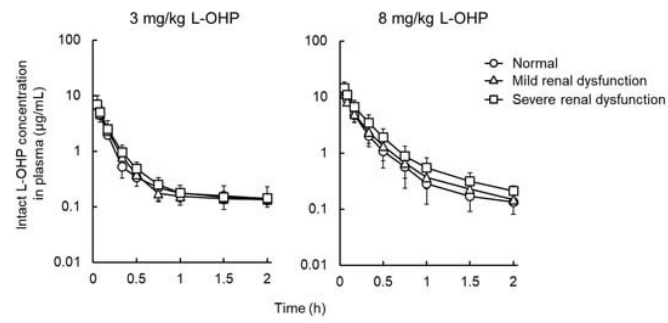 3 mg/kg L-OHP
8 mg/kg L-OHP
Intact L-OHP concentration
in plasma (μg/mL)
100
10
1
0.1
0.01
0
0.5
1
1.5
2
100
10
1
0.1
0.01
0
0.5
1
1.5
2
Normal
Mild renal dysfunction
Severe renal dysfunction
Time (h)